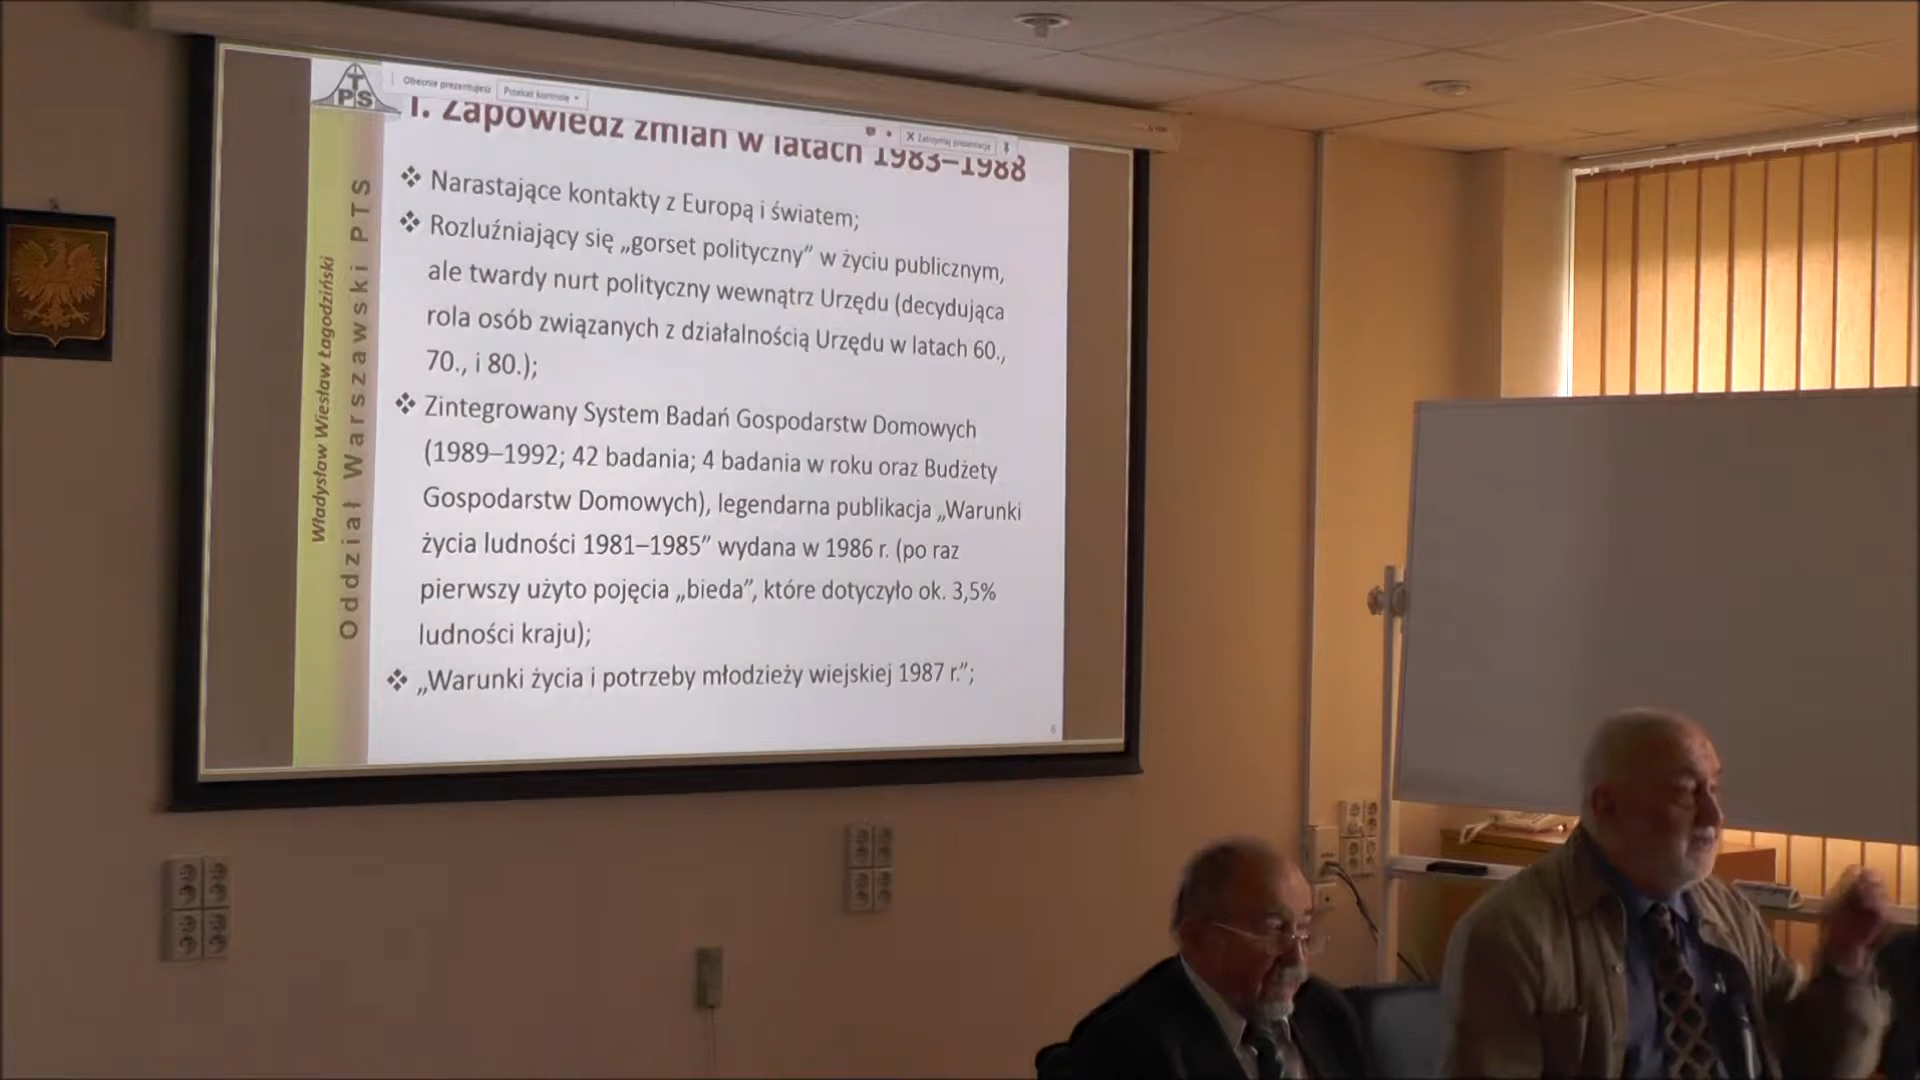 TPS
Obecnie prezentujesz
Przekaż kontrolę
Zatrzymaj prezentację
I. Zapowiedź zmian w latach 1983–1988
❖ Narastające kontakty z Europą i światem;
❖ Rozluźniający się „gorset polityczny” w życiu publicznym,
ale twardy nurt polityczny wewnątrz Urzędu (decydująca
rola osób związanych z działalnością Urzędu w latach 60.,
70., i 80.);
❖ Zintegrowany System Badań Gospodarstw Domowych
(1989–1992; 42 badania; 4 badania w roku oraz Budżety
Gospodarstw Domowych), legendarna publikacja „Warunki
życia ludności 1981–1985” wydana w 1986 r. (po raz
pierwszy użyto pojęcia „bieda”, które dotyczyło ok. 3,5%
ludności kraju);
❖ „Warunki życia i potrzeby młodzieży wiejskiej 1987 r.”;
6
Władysław Wiesław Łagodziński
Oddział Warszawski PTS